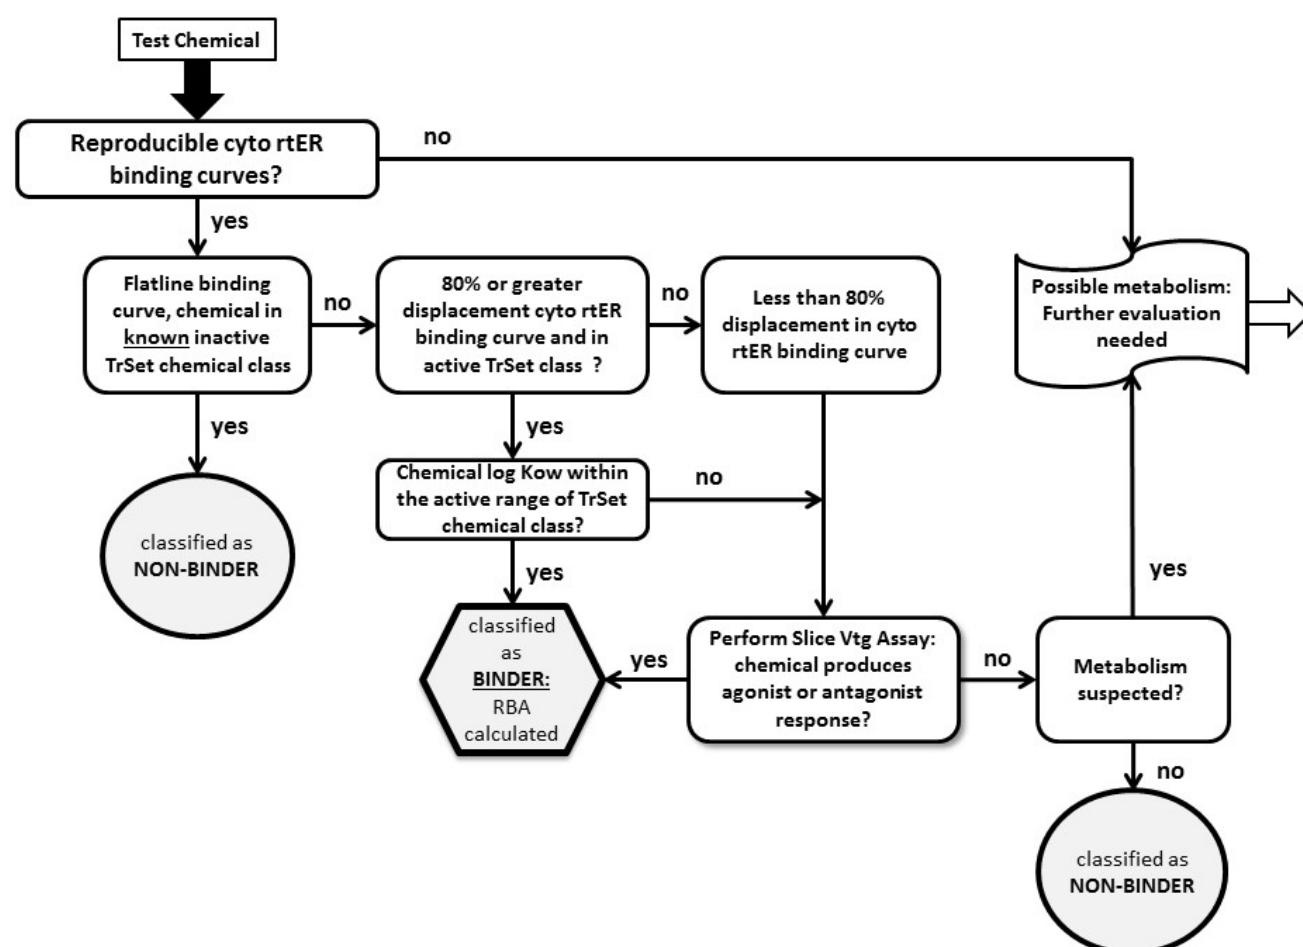 Test Chemical
Reproducible cyto rtER
binding curves?
no
yes
Flatline binding
curve, chemical in
known inactive
TrSet chemical class
no
80% or greater
displacement cyto rtER
binding curve and in
active TrSet class ?
no
Less than 80%
displacement in cyto
rtER binding curve
Possible metabolism:
Further evaluation
needed
yes
yes
classified as
NON-BINDER
Chemical log Kow within
the active range of TrSet
chemical class?
no
yes
classified
as
BINDER:
RBA
calculated
yes
Perform Slice Vtg Assay:
chemical produces
agonist or antagonist
response?
no
Metabolism
suspected?
yes
no
classified as
NON-BINDER